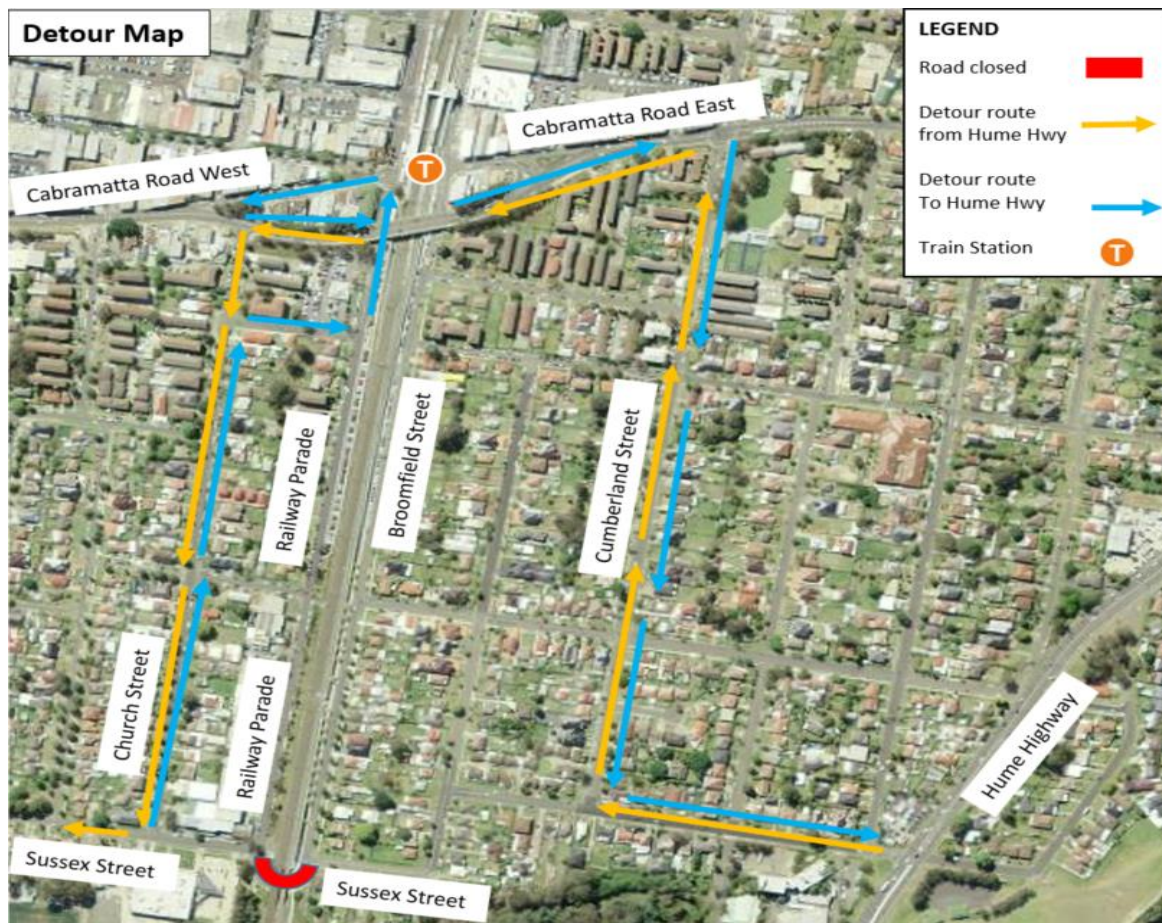 Detour Map
LEGEND
Road closed
Detour route
from Hume Hwy
Detour route
To Hume Hwy
Train Station
T
T
Cabramatta Road East
Cabramatta Road West
Railway Parade
Broomfield Street
Cumberland Street
Church Street
Railway Parade
Hume Highway
Sussex Street
Sussex Street